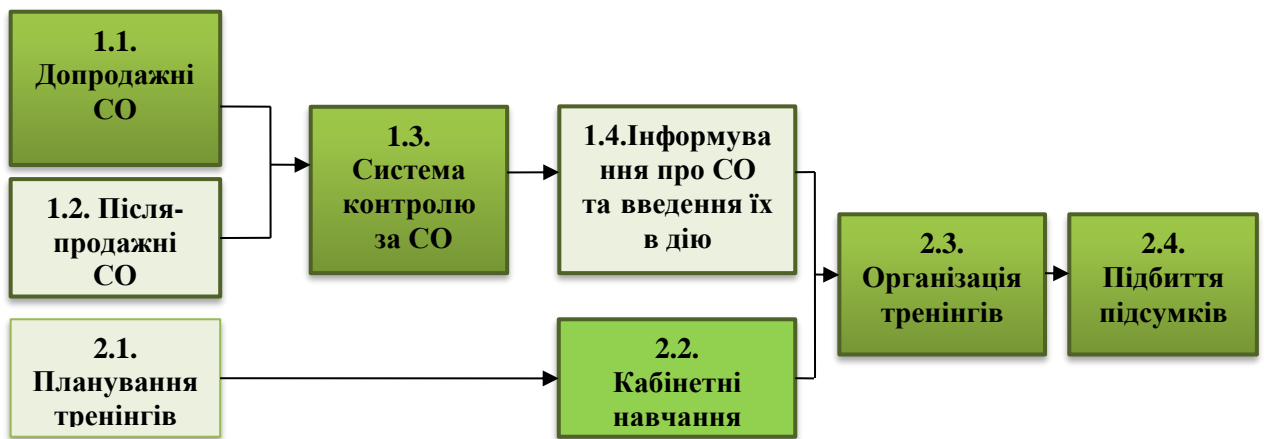 1.1.
Допродажні
СО
1.2. Після-
продажні
СО
1.3.
Система
контролю
за СО
1.4.Інформува
ння про СО
та введення їх
в дію
2.1.
Планування
тренінгів
2.2.
Кабінетні
навчання
2.3.
Організація
тренінгів
2.4.
Підбиття
підсумків